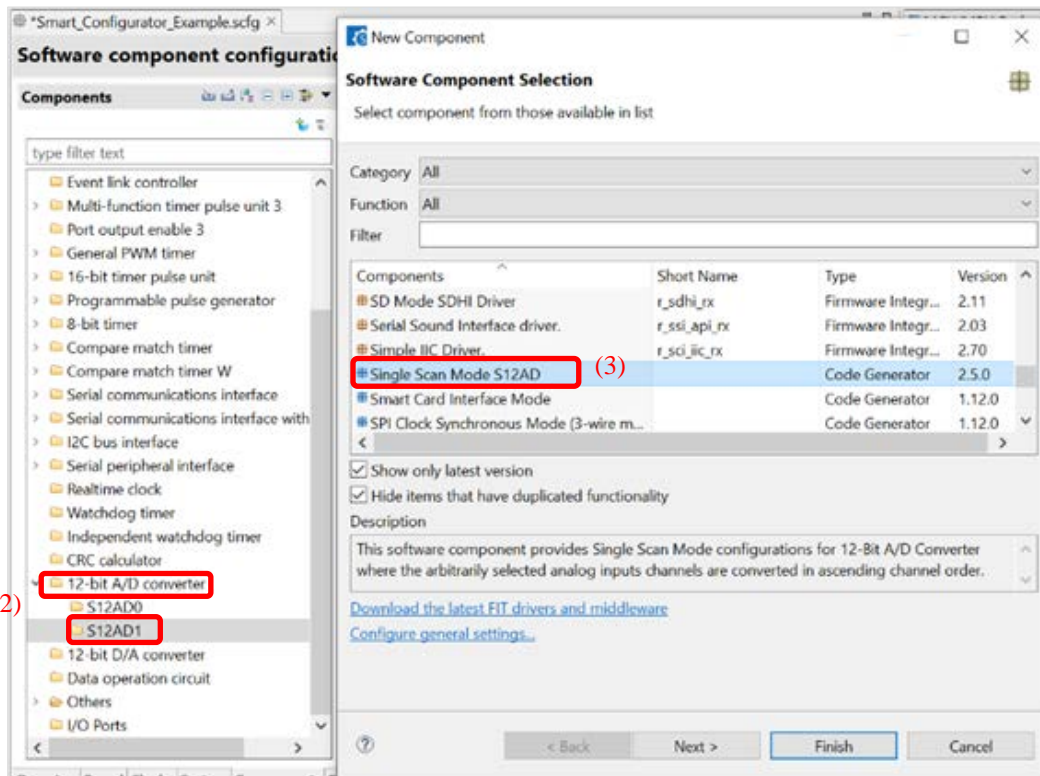 *Smart_Configurator_Example.scfg ×
Software component configuratio
Components
type filter text
Event link controller
Multi-function timer pulse unit 3
Port output enable 3
General PWM timer
16-bit timer pulse unit
Programmable pulse generator
8-bit timer
Compare match timer
Compare match timer W
Serial communications interface
Serial communications interface with
I2C bus interface
Serial peripheral interface
Realtime clock
Watchdog timer
Independent watchdog timer
CRC calculator
12-bit A/D converter
2)
S12AD0
S12AD1
12-bit D/A converter
Data operation circuit
Others
I/O Ports
New Component
Software Component Selection
Select component from those available in list
Category All
Function All
Filter
Components Short Name Type Version
SD Mode SDHI Driver r_sdhi_rx Firmware Integr... 2.11
Serial Sound Interface driver. r_ssi_api_rx Firmware Integr... 2.03
Simple IIC Driver. r_sci_iic_rx Firmware Integr... 2.70
Single Scan Mode S12AD (3) Code Generator 2.5.0
Smart Card Interface Mode Code Generator 1.12.0
SPI Clock Synchronous Mode (3-wire m... Code Generator 1.12.0
Show only latest version
Hide items that have duplicated functionality
Description
This software component provides Single Scan Mode configurations for 12-Bit A/D Converter
where the arbitrarily selected analog inputs channels are converted in ascending channel order.
Download the latest FIT drivers and middleware
Configure general settings...
< Back Next > Finish Cancel